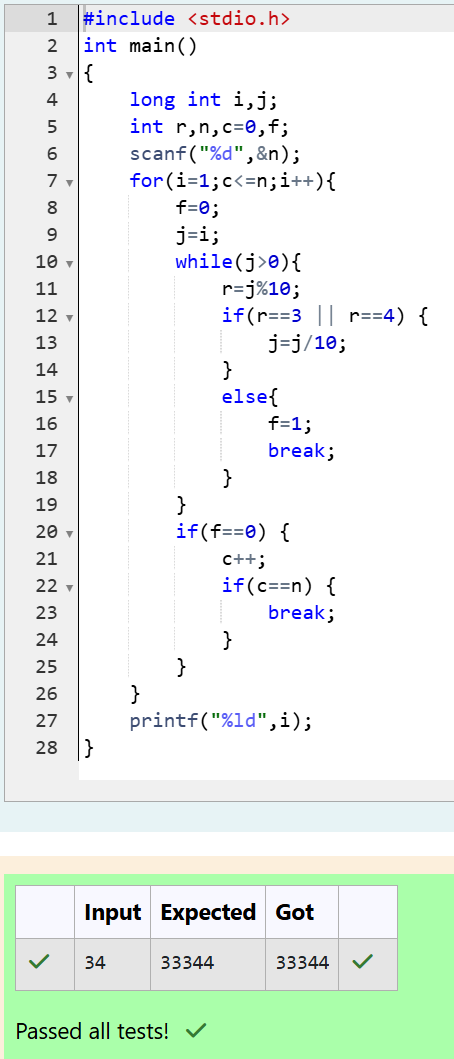 1 #include <stdio.h>
2 int main()
3 {
4     long int i,j;
5     int r,n,c=0,f;
6     scanf("%d",&n);
7     for(i=1;c<=n;i++){
8         f=0;
9         j=i;
10         while(j>0){
11             r=j%10;
12             if(r==3 || r==4) {
13                 j=j/10;
14             }
15             else{
16                 f=1;
17                 break;
18             }
19         }
20         if(f==0) {
21             c++;
22             if(c==n) {
23                 break;
24             }
25         }
26     }
27     printf("%ld",i);
28 }
Input Expected Got
34 33344 33344
Passed all tests!